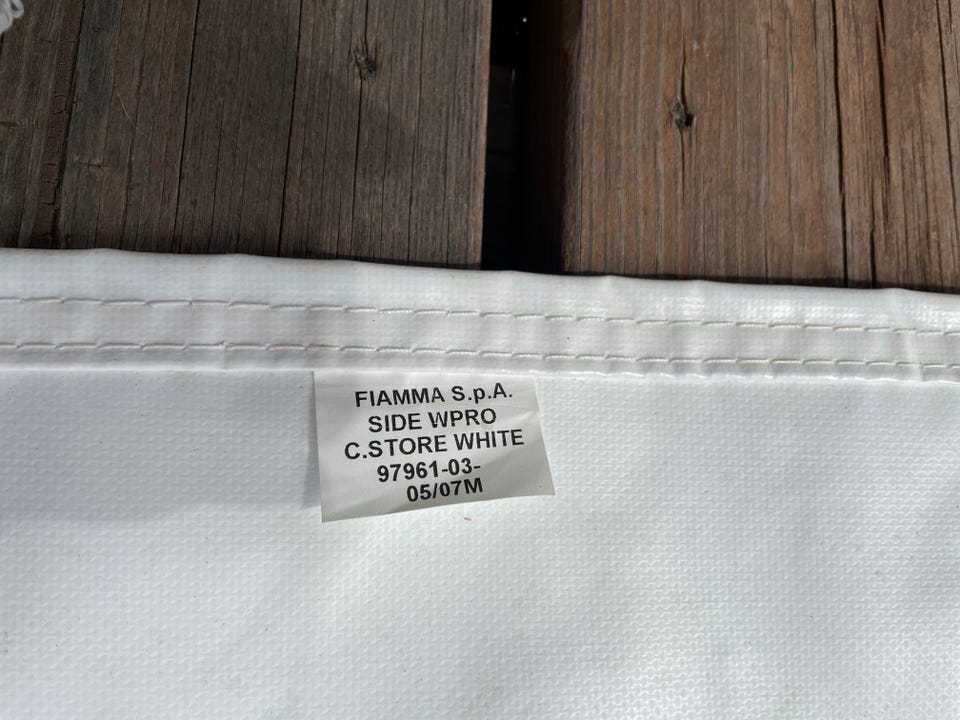 FIAMMA S.p.A.
SIDE WPRO
C.STORE WHITE
97961-03-
05/07M